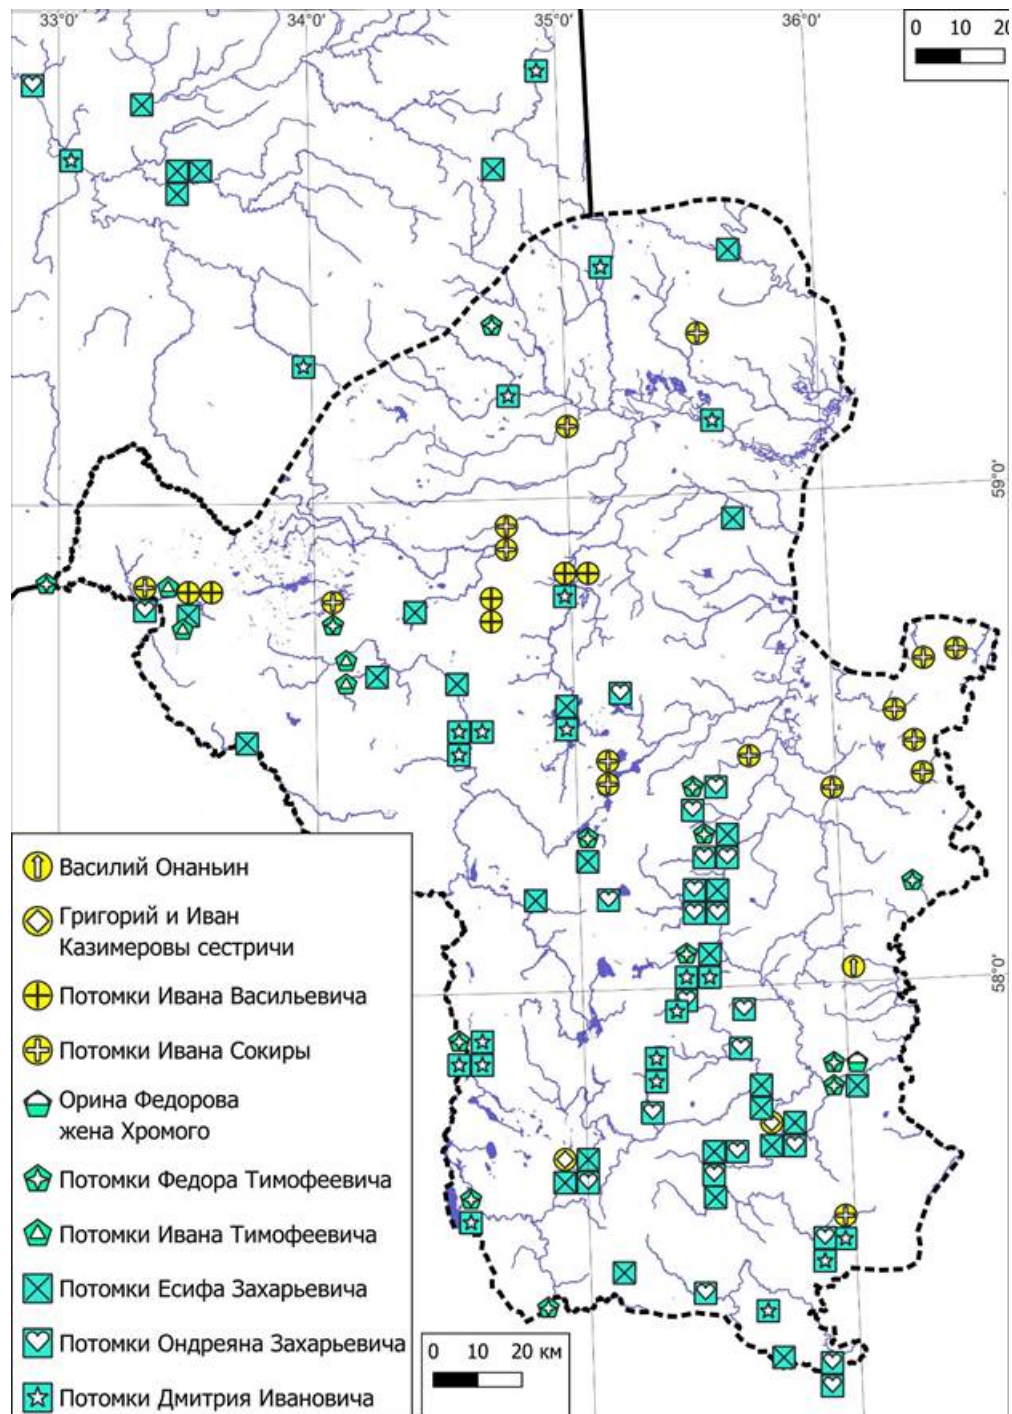 33°0'
34°0'
35°0'
36°0'
0 10 20
59°0'
58°0'
Василий Онаньин
Григорий и Иван
Казимеровы сестричи
Потомки Ивана Васильевича
Потомки Ивана Сокиры
Орина Федорова
жена Хромого
Потомки Федора Тимофеевича
Потомки Ивана Тимофеевича
Потомки Есифа Захарьевича
Потомки Ондреяна Захарьевича
Потомки Дмитрия Ивановича
0 10 20 км